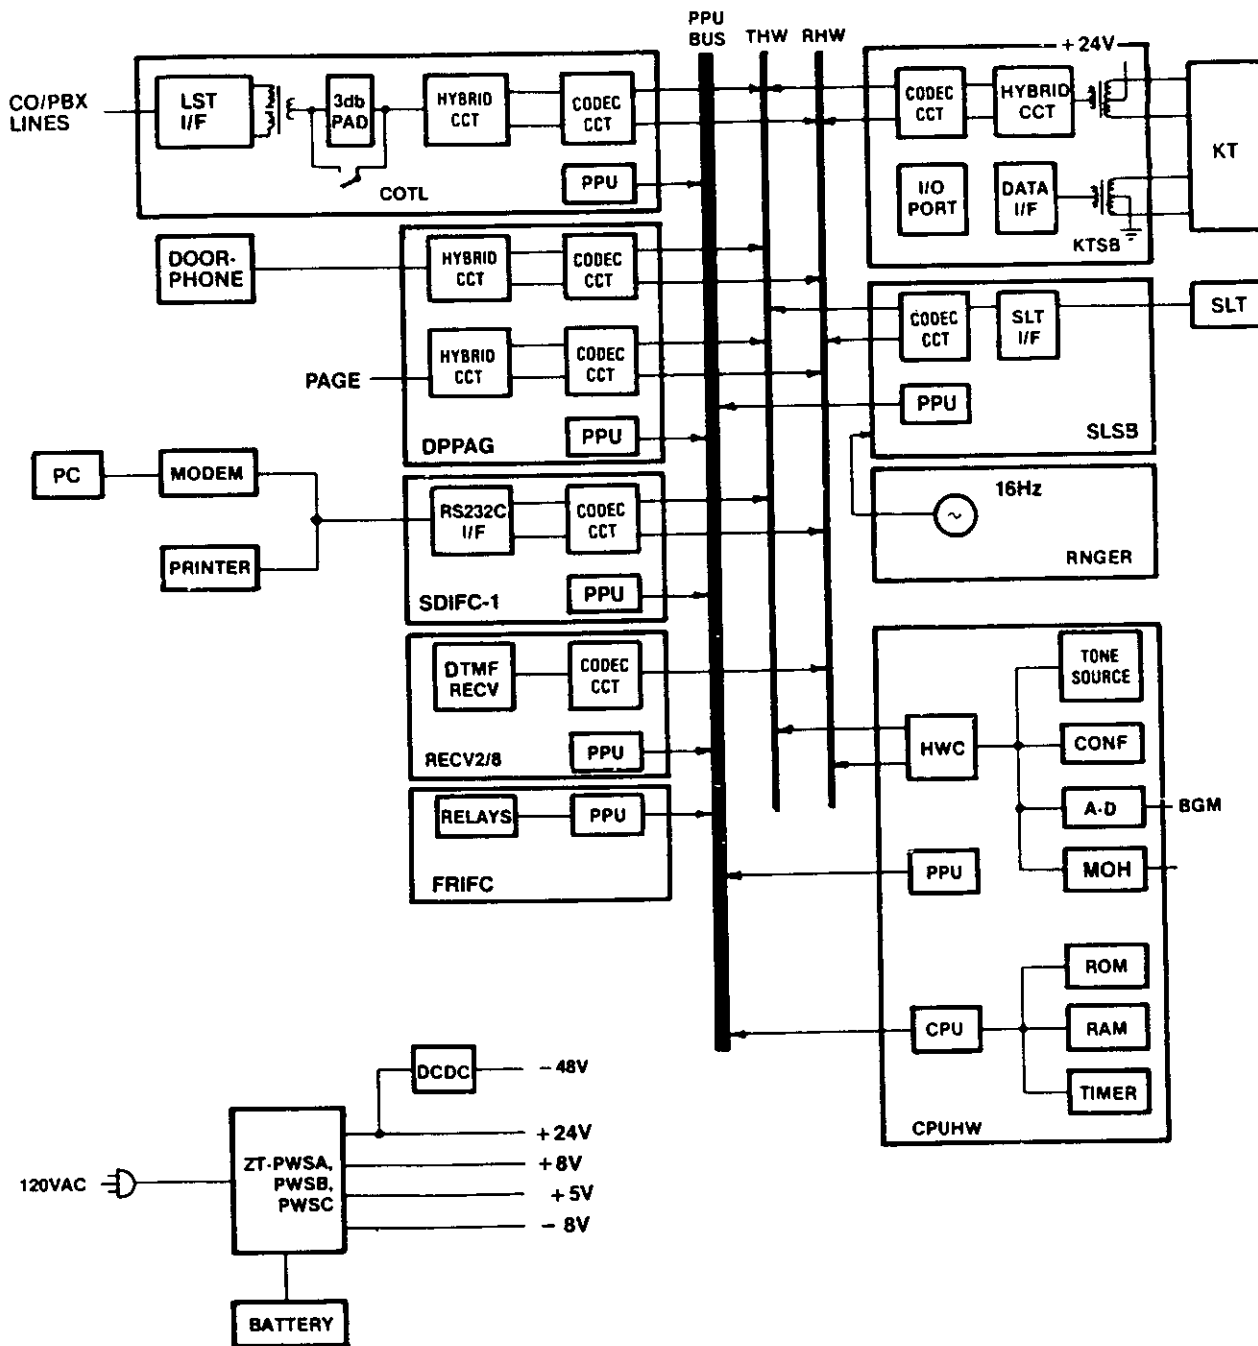 PPU
BUS
THW
RHW
CO/PBX
LINES
LST
I/F
3db
PAD
HYBRID
CCT
CODEC
CCT
PPU
COTL
+24V
CODEC
CCT
HYBRID
CCT
KT
I/O
PORT
DATA
I/F
KTSB
DOOR-
PHONE
HYBRID
CCT
CODEC
CCT
PAGE
HYBRID
CCT
CODEC
CCT
DPPAG
PPU
CODEC
CCT
SLT
I/F
SLT
PPU
SLSB
PC
MODEM
PRINTER
RS232C
I/F
CODEC
CCT
SDIFC-1
PPU
16Hz
~
RNGER
DTMF
RECV
CODEC
CCT
RECV2/8
PPU
RELAYS
PPU
FRIFC
HWC
TONE
SOURCE
CONF
A-D
BGM
MOH
PPU
CPU
ROM
RAM
TIMER
CPUHW
DCDC
-48V
120VAC
ZT-PWSA,
PWSB,
PWSC
+24V
+8V
+5V
-8V
BATTERY